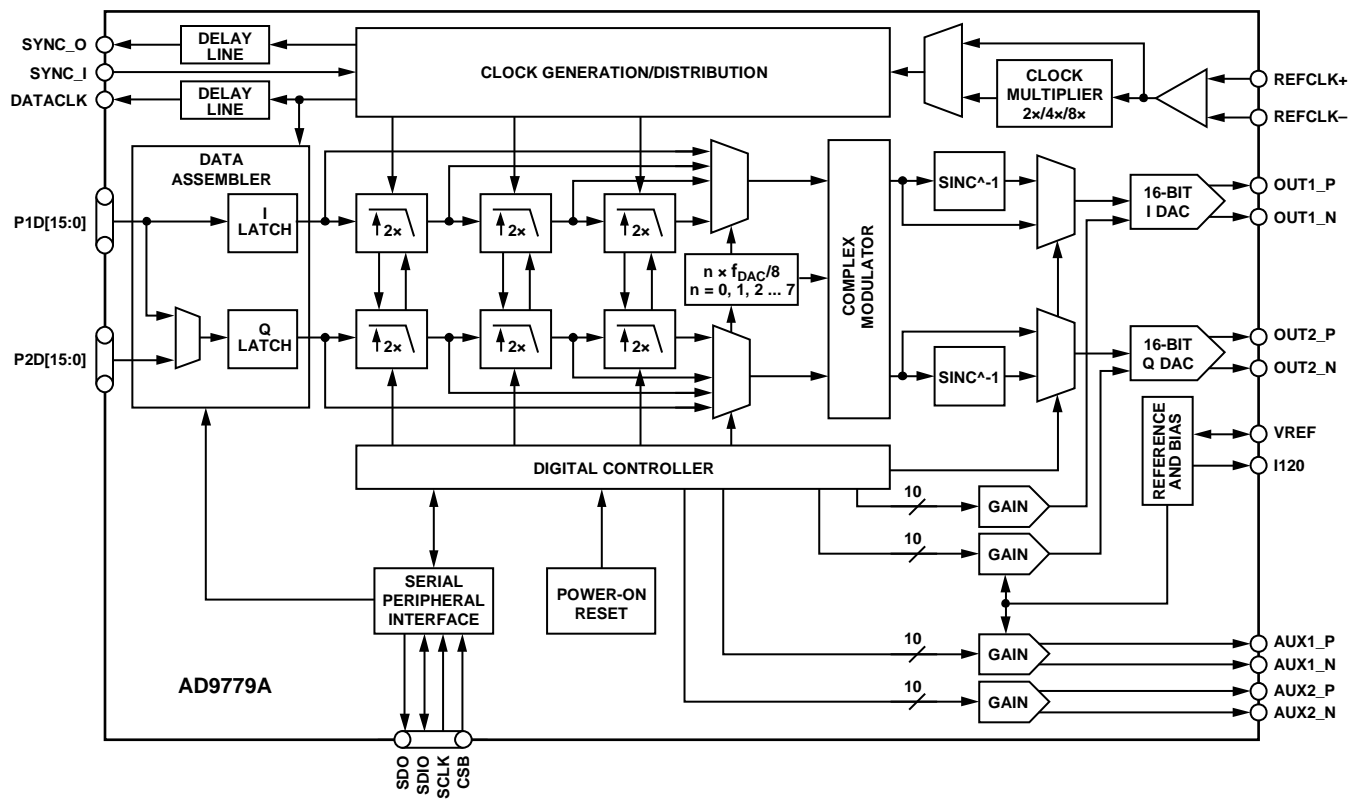 SYNC_O
DELAY
LINE
SYNC_I
CLOCK GENERATION/DISTRIBUTION
DATACLK
DELAY
LINE
CLOCK
MULTIPLIER
2×/4×/8×
REFCLK+
REFCLK–
DATA
ASSEMBLER
P1D[15:0]
I
LATCH
2×
2×
2×
SINC^-1
16-BIT
I DAC
OUT1_P
OUT1_N
n × fDAC/8
n = 0, 1, 2 ... 7
COMPLEX
MODULATOR
P2D[15:0]
Q
LATCH
2×
2×
2×
SINC^-1
16-BIT
Q DAC
OUT2_P
OUT2_N
DIGITAL CONTROLLER
REFERENCE
AND BIAS
VREF
I120
10
GAIN
10
GAIN
SERIAL
PERIPHERAL
INTERFACE
POWER-ON
RESET
10
GAIN
AUX1_P
AUX1_N
10
GAIN
AUX2_P
AUX2_N
AD9779A
SDO
SDIO
SCLK
CSB